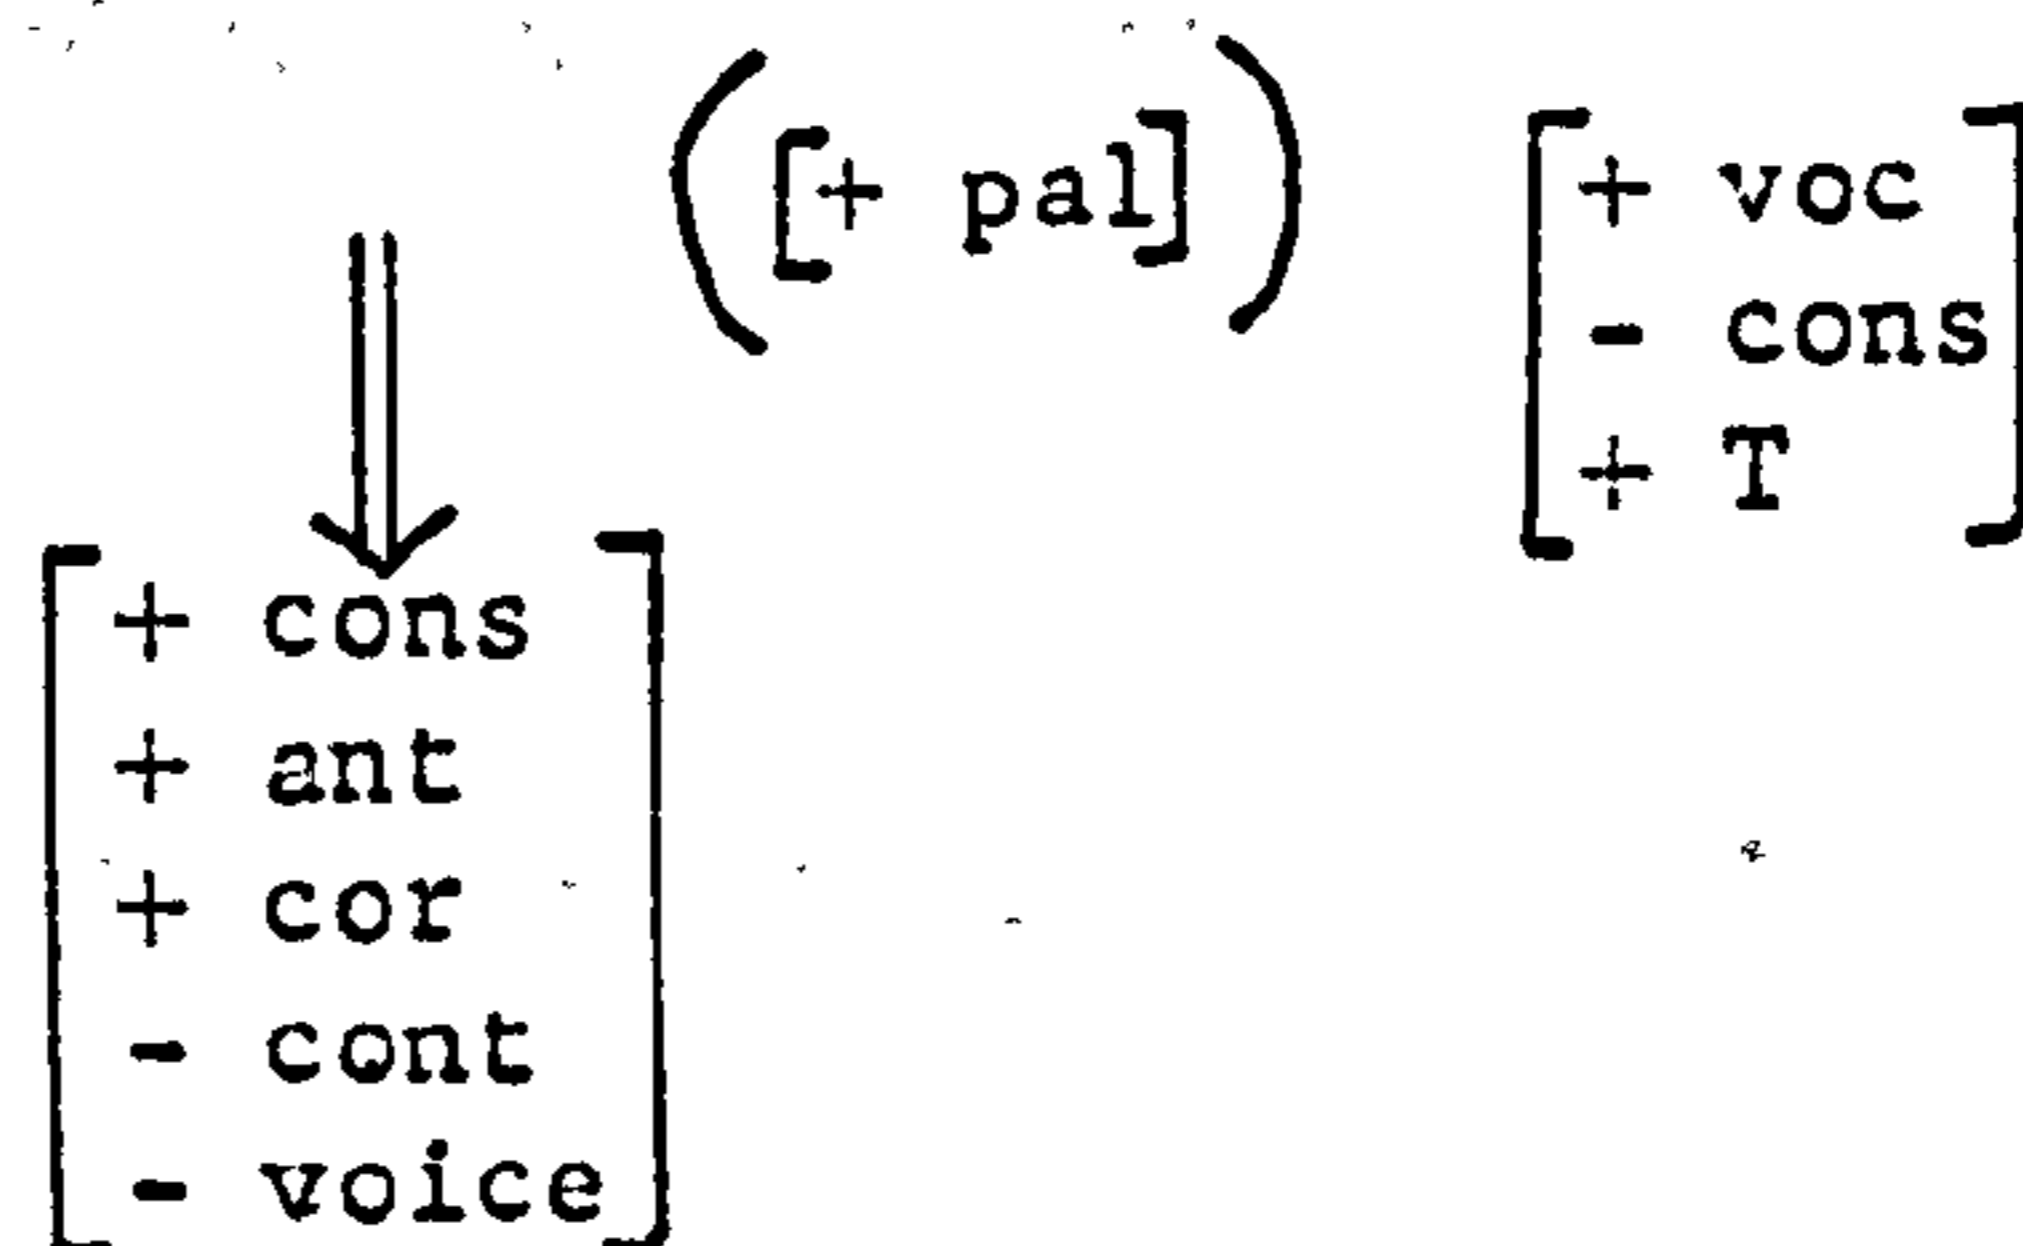 ([+ pal])
[+ voc
- cons
+ T]
[+ cons
+ ant
+ cor
- cont
- voice]